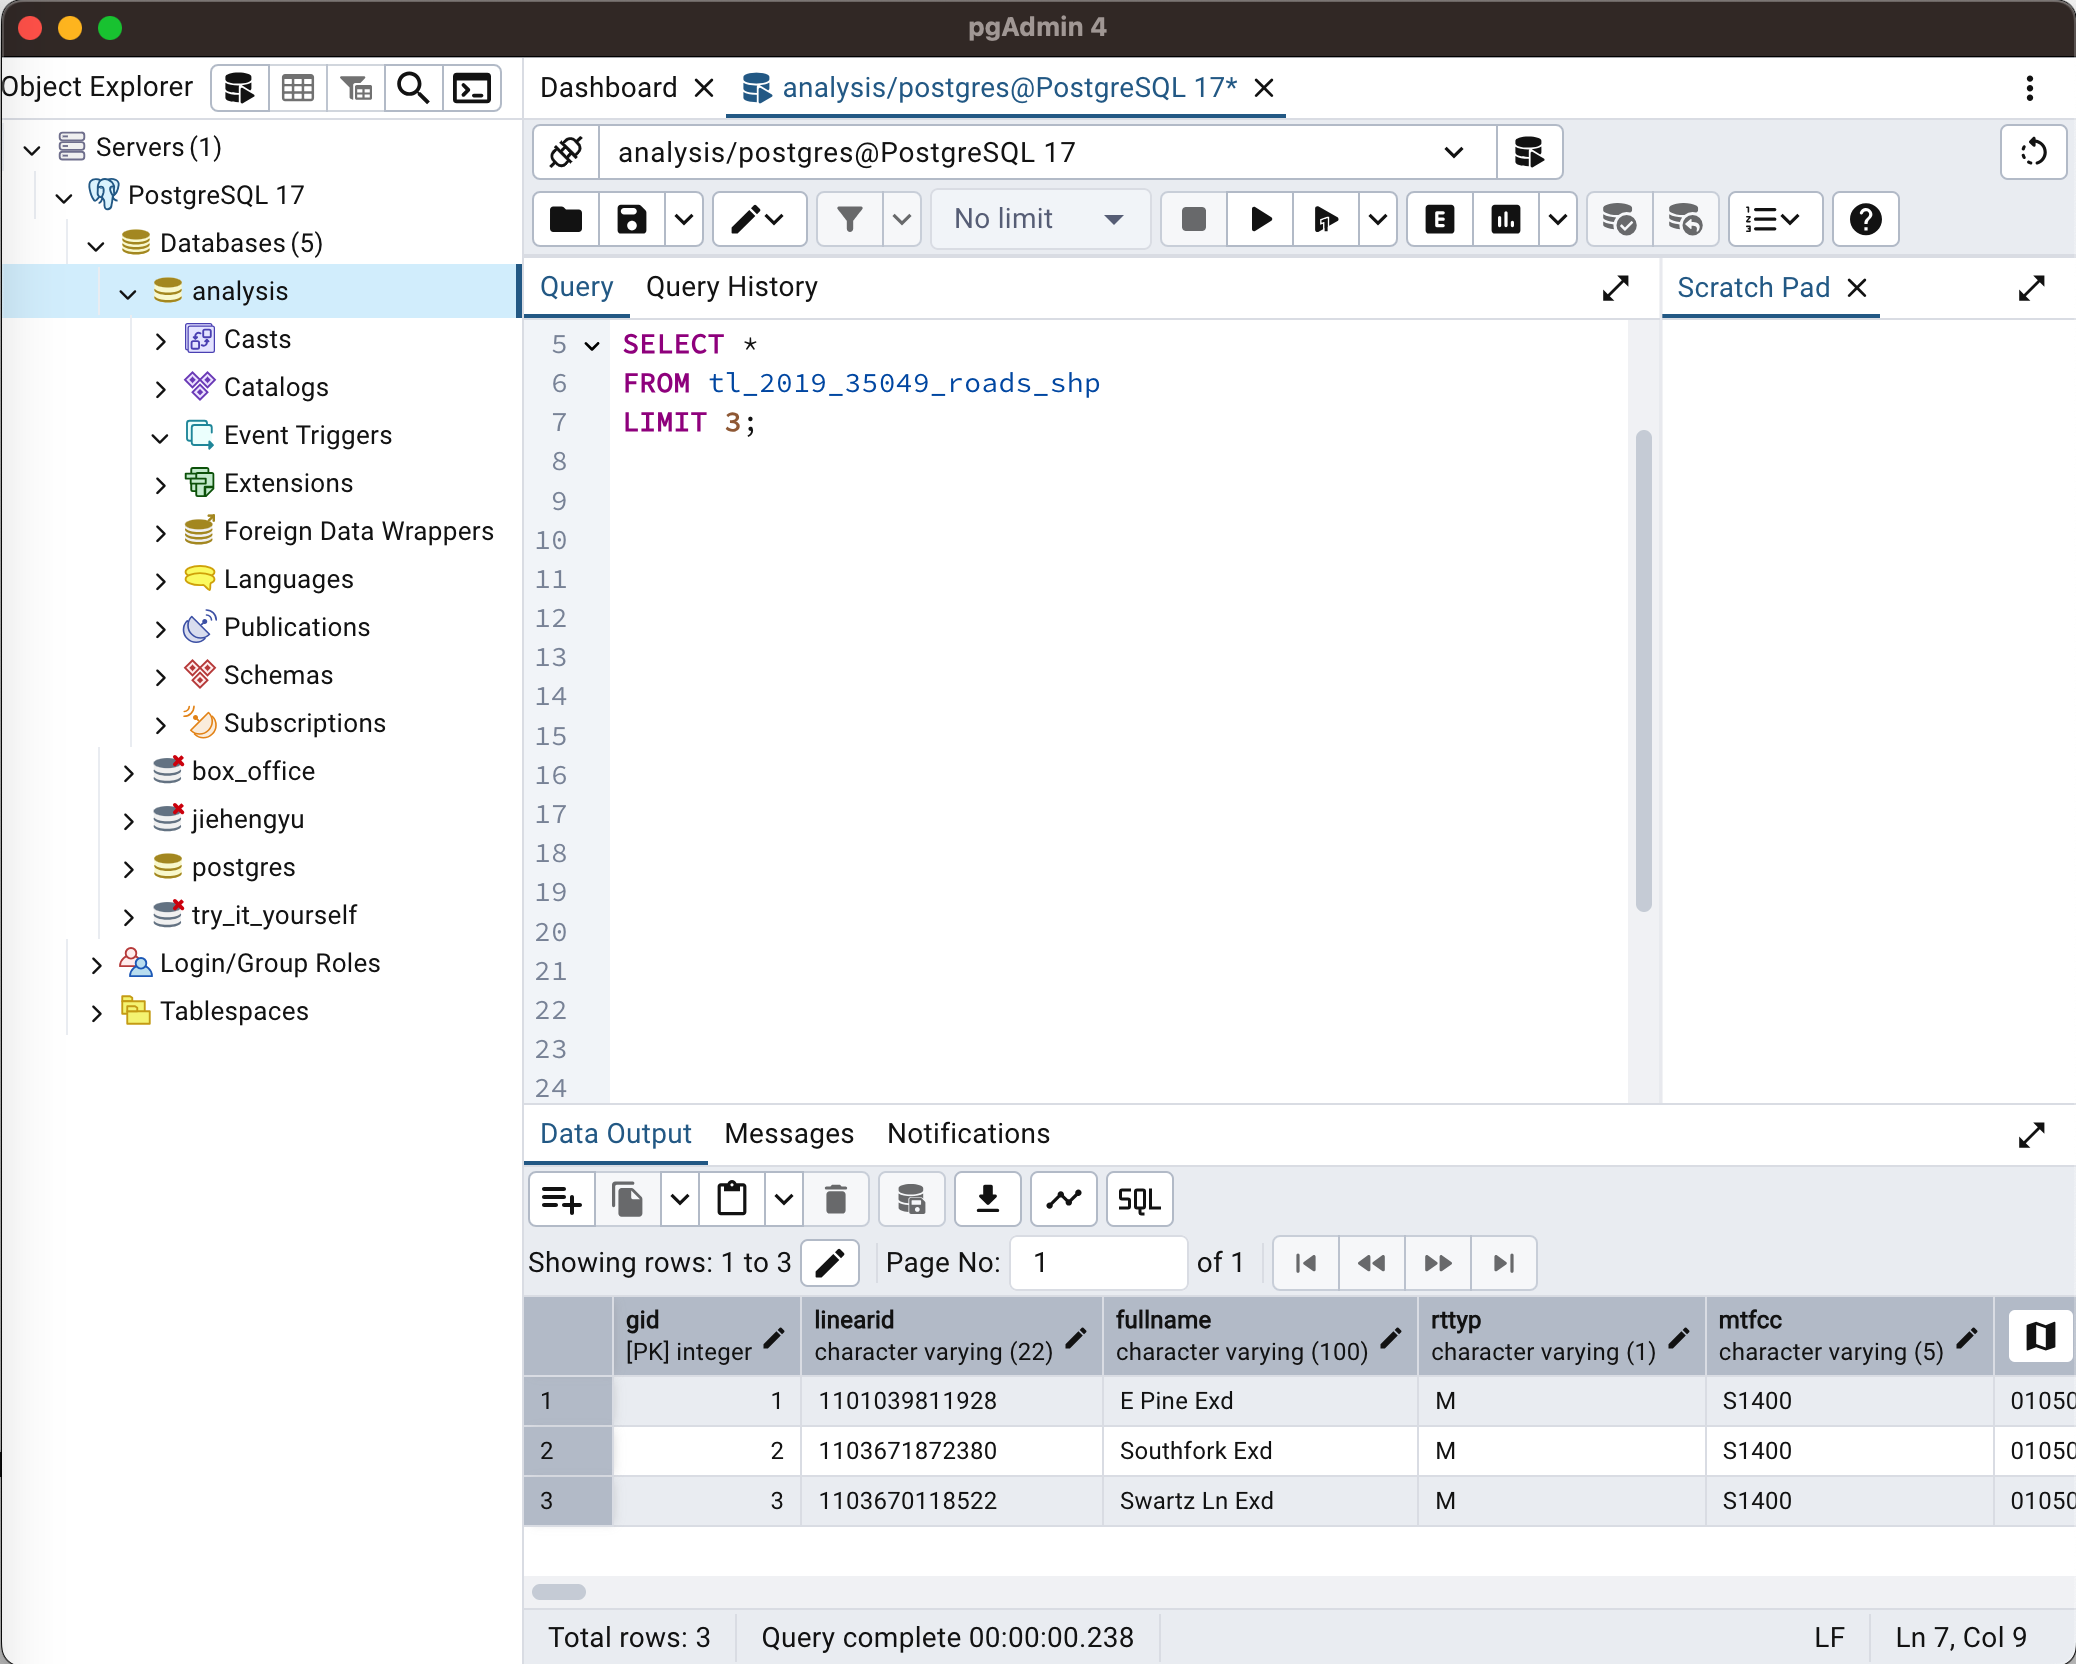 pgAdmin 4
Object Explorer
Dashboard
analysis/postgres@PostgreSQL 17*
Servers (1)
PostgreSQL 17
Databases (5)
analysis
Casts
Catalogs
Event Triggers
Extensions
Foreign Data Wrappers
Languages
Publications
Schemas
Subscriptions
box_office
jiehengyu
postgres
try_it_yourself
Login/Group Roles
Tablespaces
analysis/postgres@PostgreSQL 17
No limit
E
Query
Query History
Scratch Pad
5 SELECT *
6 FROM tl_2019_35049_roads_shp
7 LIMIT 3;
8
9
10
11
12
13
14
15
16
17
18
19
20
21
22
23
24
Data Output
Messages
Notifications
SQL
Showing rows: 1 to 3
Page No: 1 of 1
gid linearid fullname rttyp mtfcc
[PK] integer character varying (22) character varying (100) character varying (1) character varying (5)
1 1 1101039811928 E Pine Exd M S1400 01050
2 2 1103671872380 Southfork Exd M S1400 01050
3 3 1103670118522 Swartz Ln Exd M S1400 01050
Total rows: 3
Query complete 00:00:00.238
LF
Ln 7, Col 9